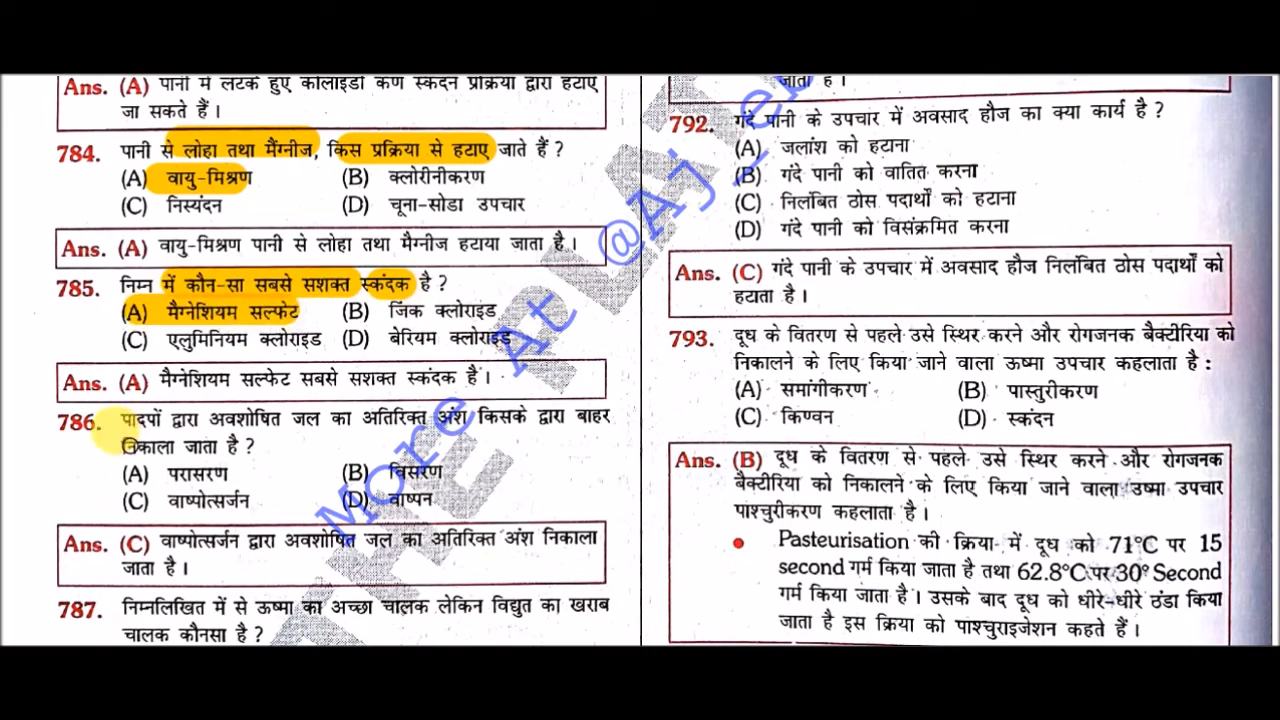 Ans. (A) पानी में लटके हुए कोलाइडी कण स्कंदन प्रक्रिया द्वारा हटाए
जा सकते हैं।
784. पानी से लोहा तथा मैंग्नीज, किस प्रक्रिया से हटाए जाते हैं ?
(A) वायु-मिश्रण (B) क्लोरीनीकरण
(C) निस्यंदन (D) चूना-सोडा उपचार
Ans. (A) वायु-मिश्रण पानी से लोहा तथा मैग्नीज हटाया जाता है।
785. निम्न में कौन-सा सबसे सशक्त स्कंदक है ?
(A) मैग्नेशियम सल्फेट (B) जिंक क्लोराइड
(C) एलुमिनियम क्लोराइड (D) बेरियम क्लोराइड
Ans. (A) मैग्नेशियम सल्फेट सबसे सशक्त स्कंदक है।
786. पादपों द्वारा अवशोषित जल का अतिरिक्त अंश किसके द्वारा बाहर
निकाला जाता है ?
(A) परासरण (B) विसरण
(C) वाष्पोत्सर्जन (D) वाष्पन
Ans. (C) वाष्पोत्सर्जन द्वारा अवशोषित जल का अतिरिक्त अंश निकाला
जाता है।
787. निम्नलिखित में से ऊष्मा का अच्छा चालक लेकिन विद्युत का खराब
चालक कौनसा है ?
जाता है।
792. गंदे पानी के उपचार में अवसाद हौज का क्या कार्य है ?
(A) जलांश को हटाना
(B) गंदे पानी को वातित करना
(C) निलंबित ठोस पदार्थों को हटाना
(D) गंदे पानी को विसंक्रमित करना
Ans. (C) गंदे पानी के उपचार में अवसाद हौज निलंबित ठोस पदार्थों को
हटाता है।
793. दूध के वितरण से पहले उसे स्थिर करने और रोगजनक बैक्टीरिया को
निकालने के लिए किया जाने वाला ऊष्मा उपचार कहलाता है :
(A) समांगीकरण (B) पास्तुरीकरण
(C) किण्वन (D) स्कंदन
Ans. (B) दूध के वितरण से पहले उसे स्थिर करने और रोगजनक
बैक्टीरिया को निकालने के लिए किया जाने वाला उष्मा उपचार
पाश्चुरीकरण कहलाता है।
• Pasteurisation की क्रिया में दूध को 71°C पर 15
second गर्म किया जाता है तथा 62.8°C पर 30° Second
गर्म किया जाता है। उसके बाद दूध को धीरे-धीरे ठंडा किया
जाता है इस क्रिया को पाश्चुराइजेशन कहते हैं।
More At @Aj_
THE PLAT